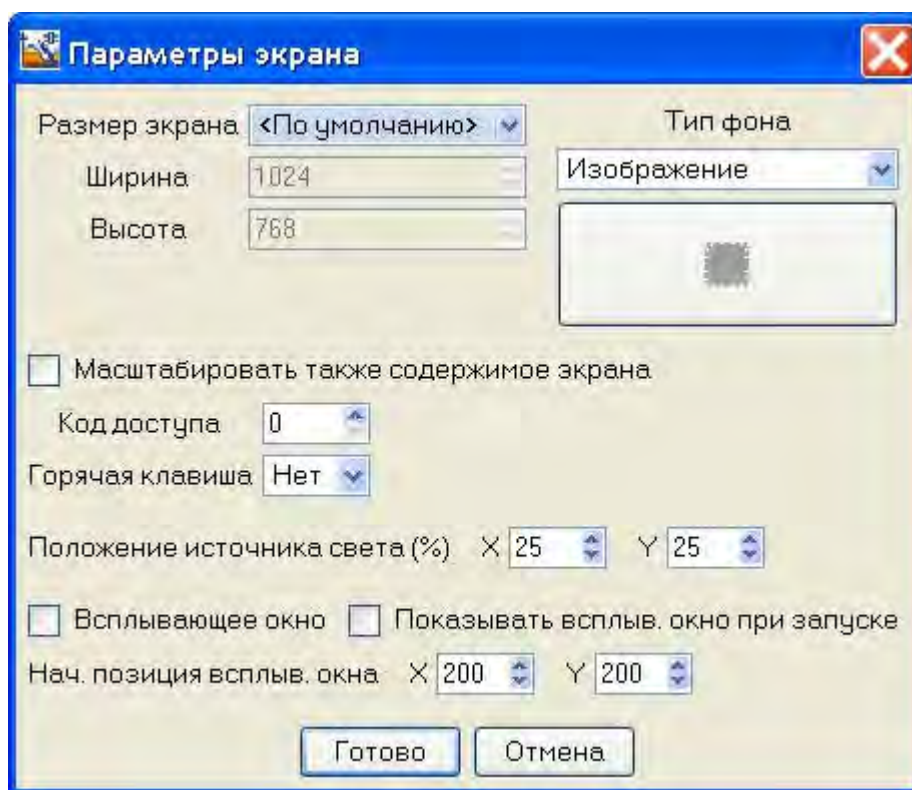 Параметры экрана
Размер экрана <По умолчанию> Тип фона
Ширина 1024 Изображение
Высота 768
Масштабировать также содержимое экрана
Код доступа 0
Горячая клавиша Нет
Положение источника света (%) X 25 Y 25
Всплывающее окно Показывать всплыв. окно при запуске
Нач. позиция всплыв. окна X 200 Y 200
Готово Отмена